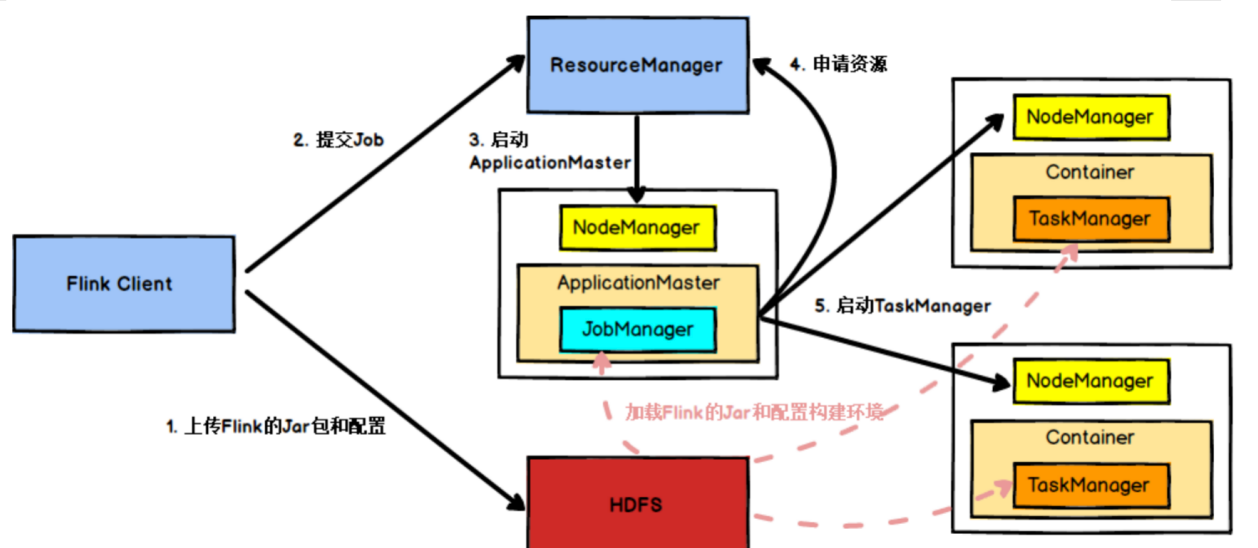 ResourceManager
4. 申请资源
NodeManager
2. 提交Job
3. 启动
ApplicationMaster
Container
TaskManager
NodeManager
Flink Client
ApplicationMaster
JobManager
5. 启动TaskManager
NodeManager
加载Flink的Jar和配置构建环境
1. 上传Flink的Jar包和配置
Container
TaskManager
HDFS